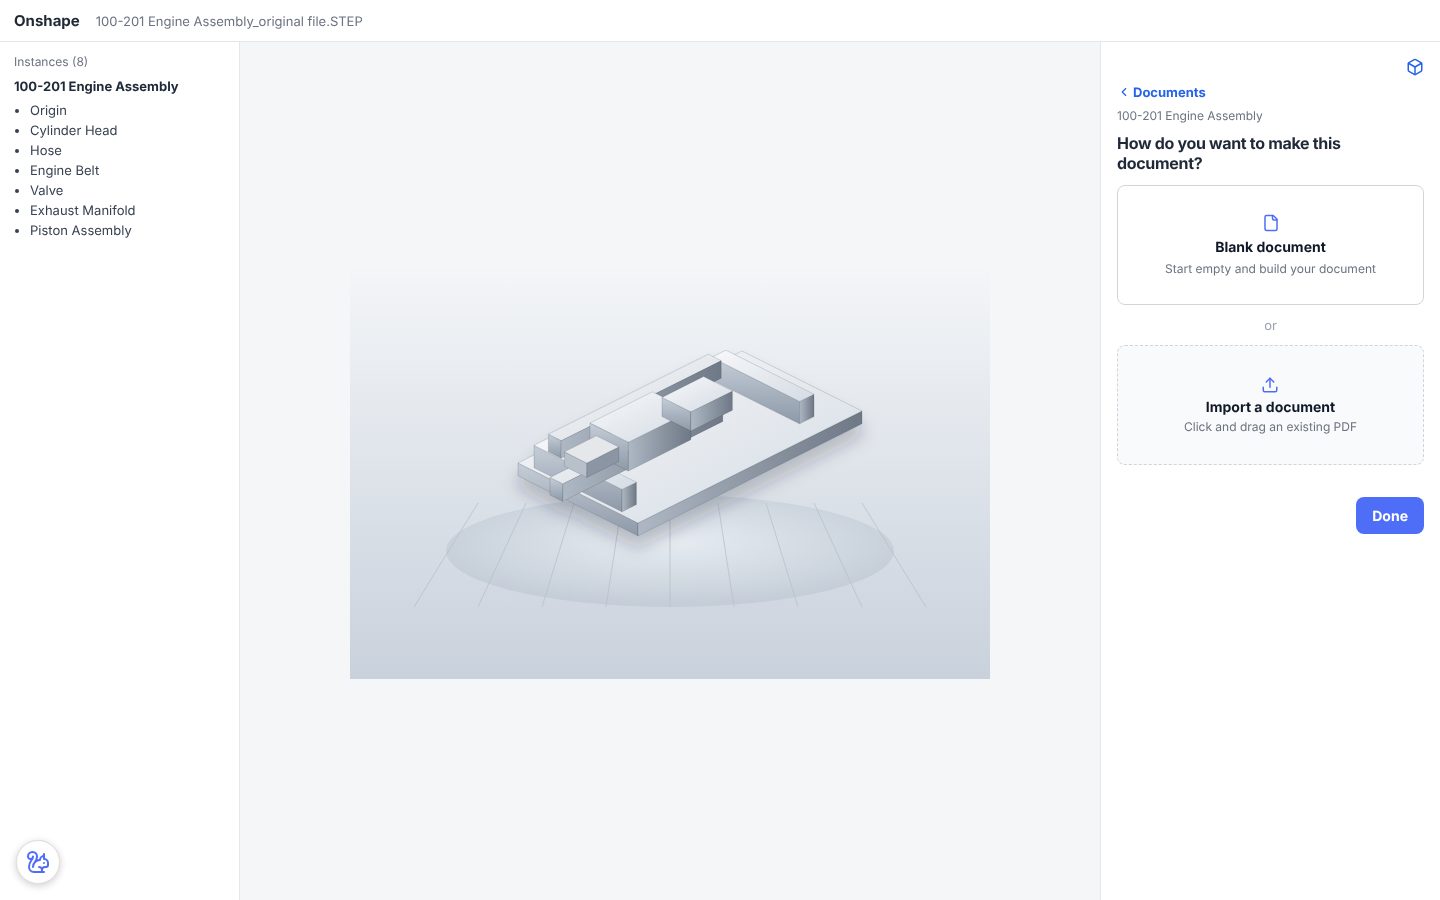 Onshape 100-201 Engine Assembly_original file.STEP
Instances (8)
100-201 Engine Assembly
Origin
Cylinder Head
Hose
Engine Belt
Valve
Exhaust Manifold
Piston Assembly
Documents
100-201 Engine Assembly
How do you want to make this
document?
Blank document
Start empty and build your document
or
Import a document
Click and drag an existing PDF
Done